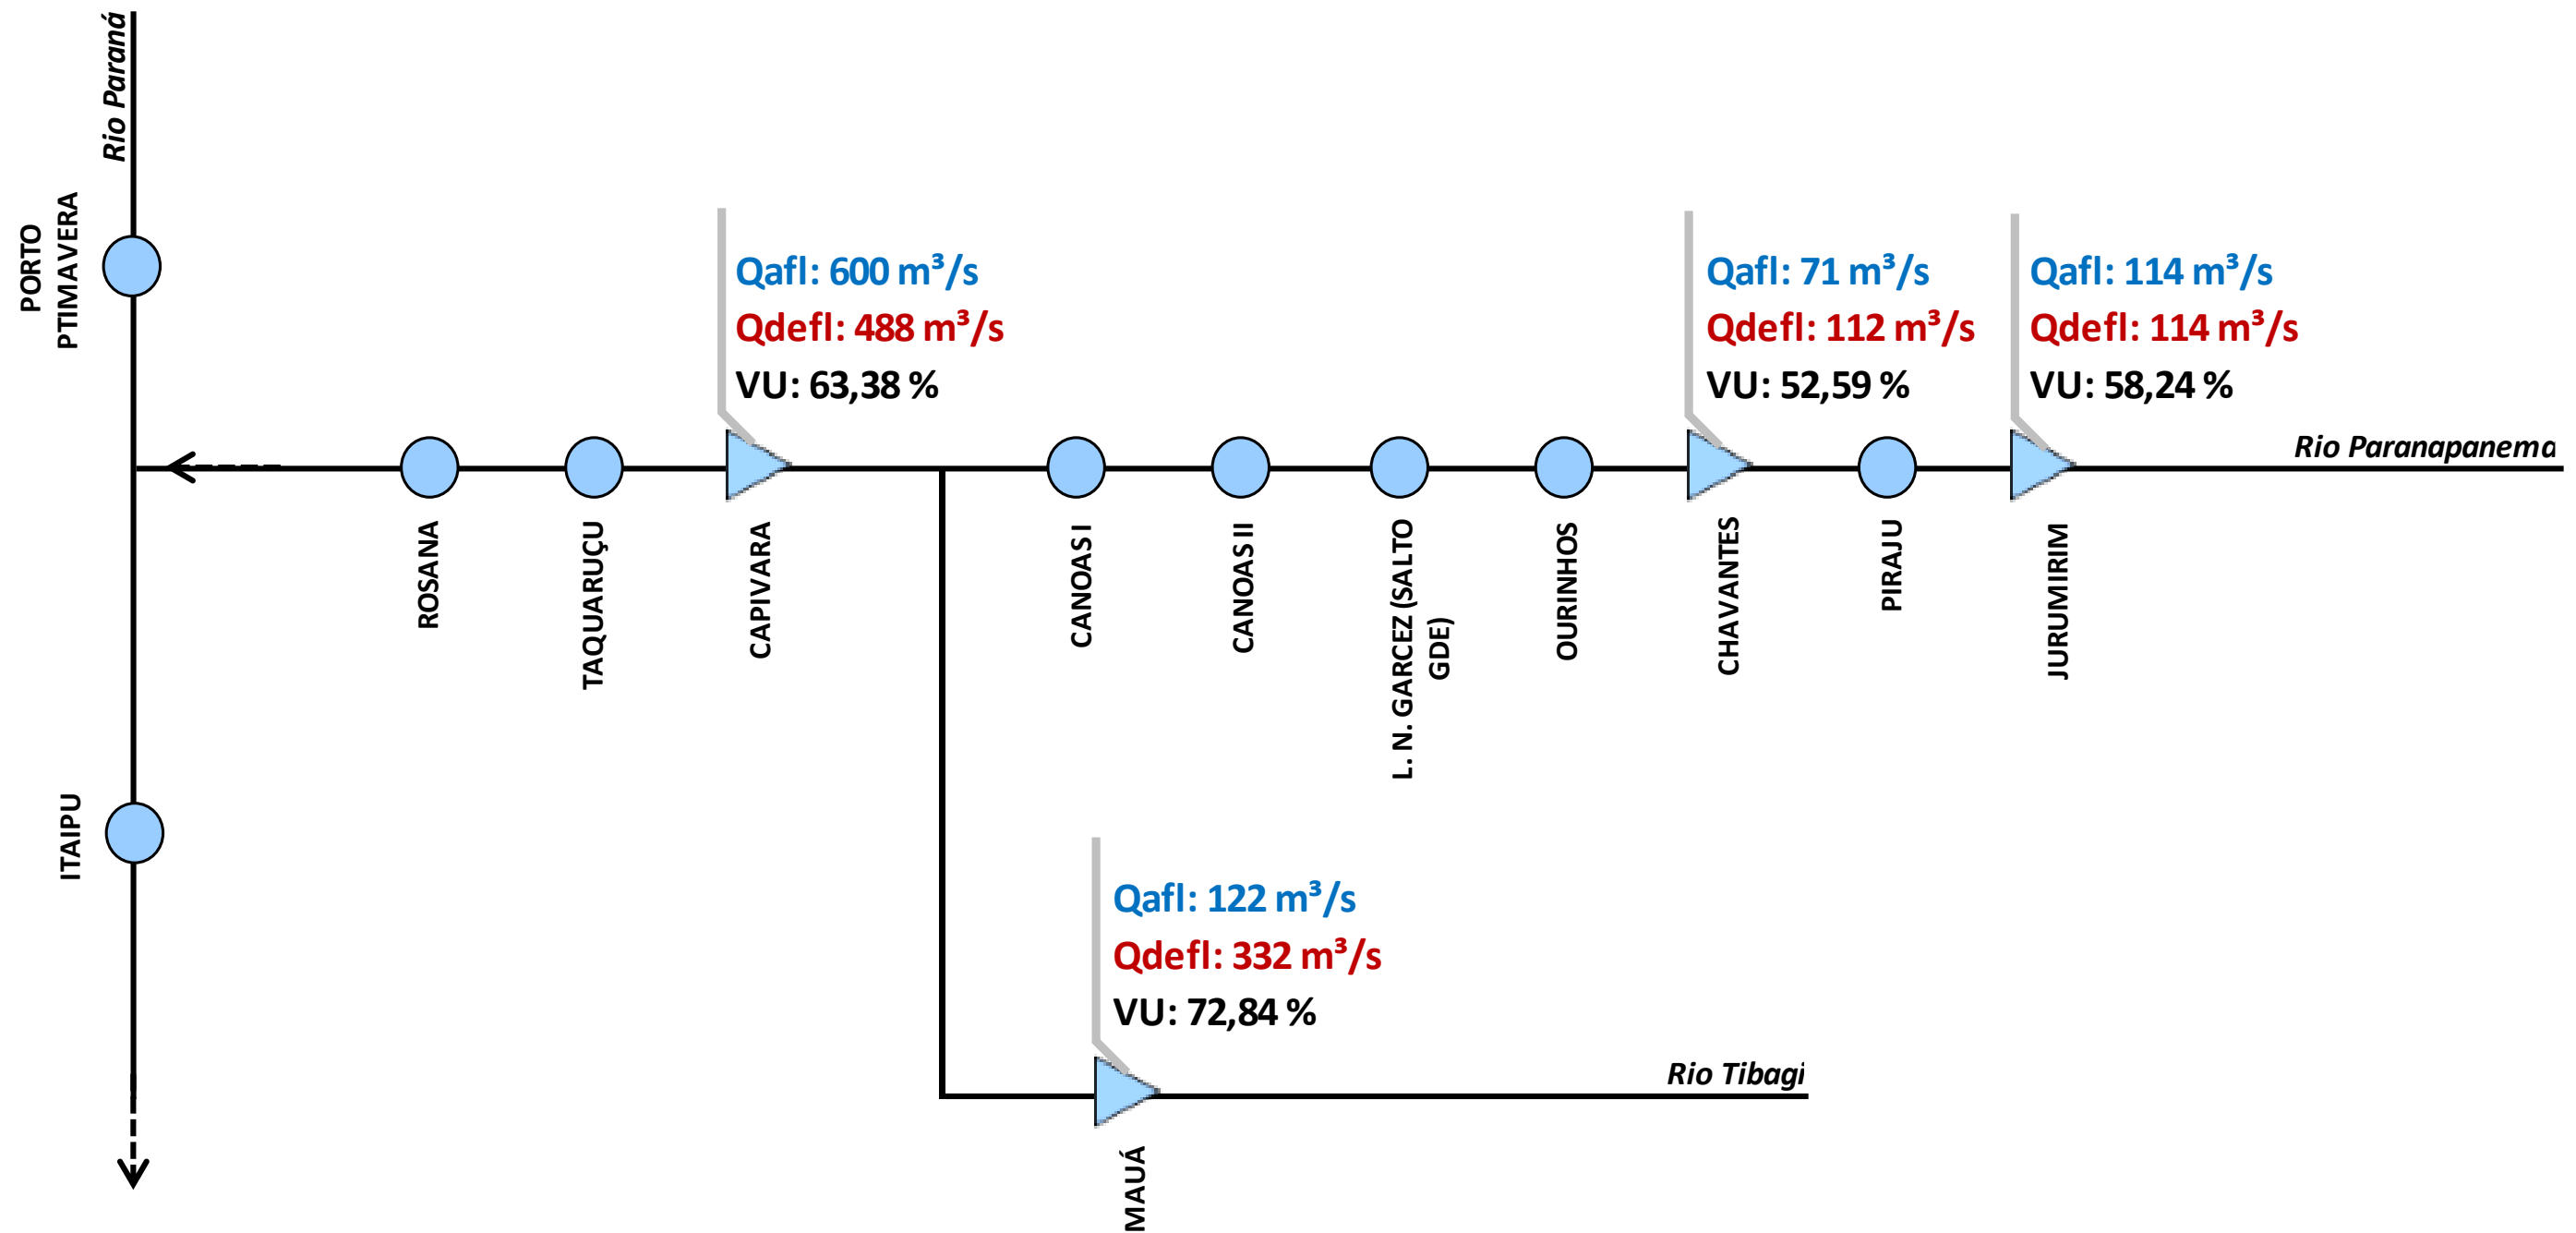 Rio Paraná
PORTO
PTIMAVERA
Qafl: 600 m³/s
Qdefl: 488 m³/s
VU: 63,38 %
Qafl: 71 m³/s
Qdefl: 112 m³/s
VU: 52,59 %
Qafl: 114 m³/s
Qdefl: 114 m³/s
VU: 58,24 %
Rio Paranapanema
ROSANA
TAQUARUÇU
CAPIVARA
CANOAS I
CANOAS II
L. N. GARCEZ (SALTO
GDE)
OURINHOS
CHAVANTES
PIRAJU
JURUMIRIM
ITAIPU
Qafl: 122 m³/s
Qdefl: 332 m³/s
VU: 72,84 %
Rio Tibagi
MAUÁ